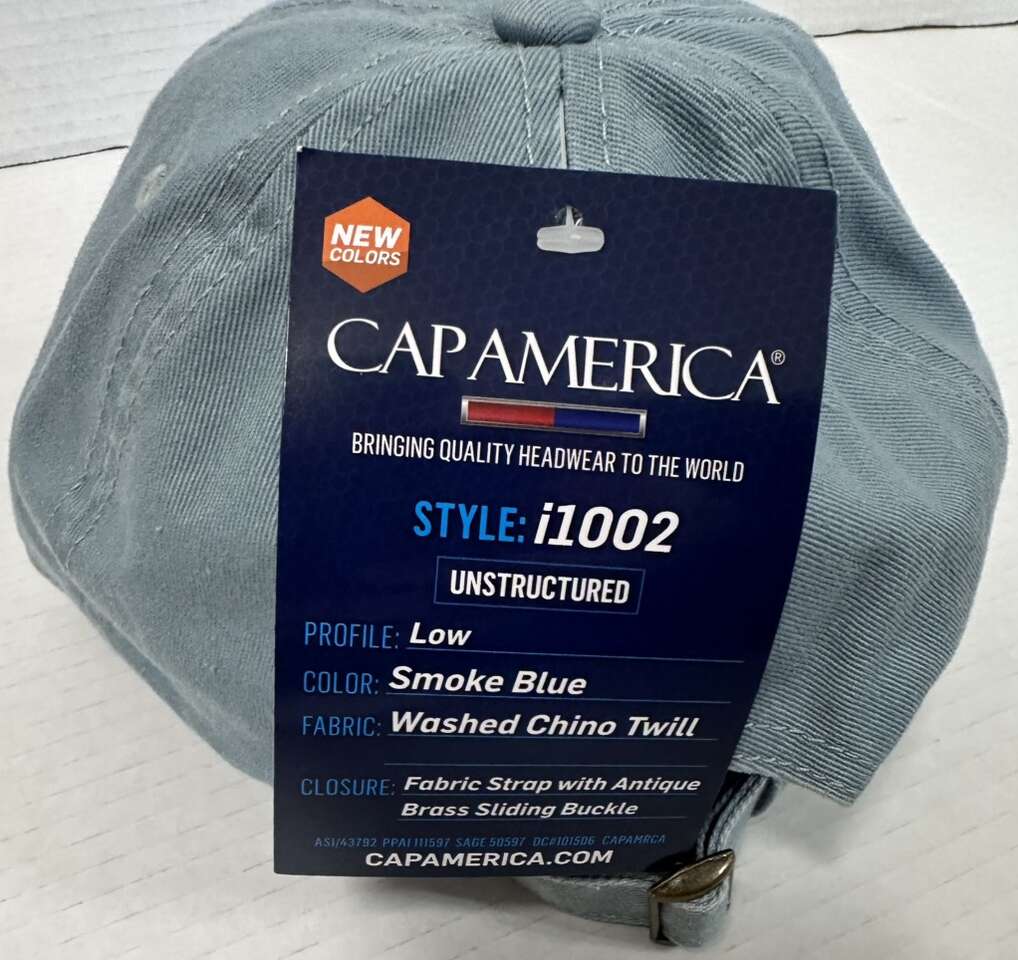 NEW
COLORS
CAP AMERICA®
BRINGING QUALITY HEADWEAR TO THE WORLD
STYLE: i1002
UNSTRUCTURED
PROFILE: Low
COLOR: Smoke Blue
FABRIC: Washed Chino Twill
CLOSURE: Fabric Strap with Antique
Brass Sliding Buckle
ASI/43792 PPAI 111597 SAGE 50597 DC#101506 CAPAMRCA
CAPAMERICA.COM